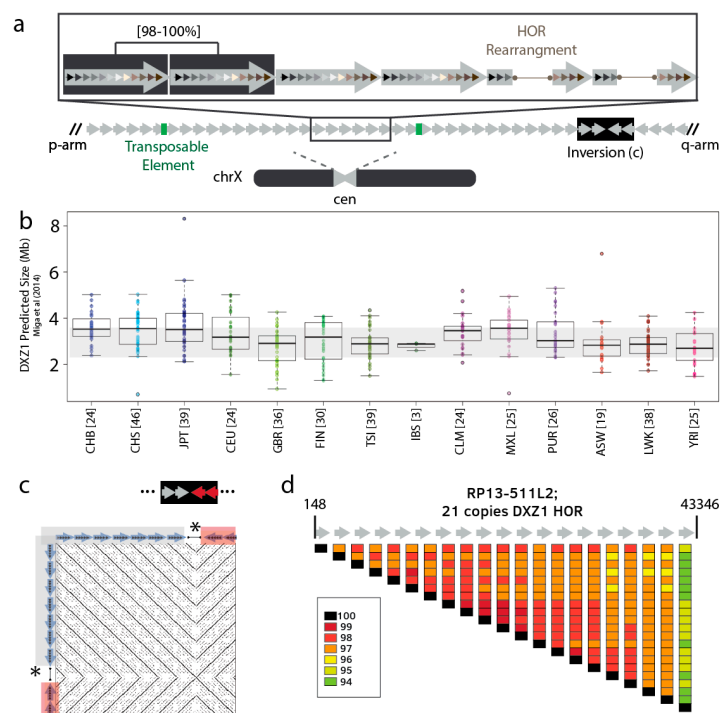 a
[98-100%]
HOR
Rearrangment
p-arm
q-arm
Transposable
Element
Inversion (c)
chrX
cen
b
DXZ1 Predicted Size (Mb)
Miga et al (2014)
8
6
4
2
CHB [24]
CHS [46]
JPT [39]
CEU [24]
GBR [36]
FIN [30]
TSI [39]
IBS [3]
CLM [24]
MXL [25]
PUR [26]
ASW [19]
LWK [38]
YRI [25]
c
*
*
d
RP13-511L2;
21 copies DXZ1 HOR
148
43346
100
99
98
97
96
95
94